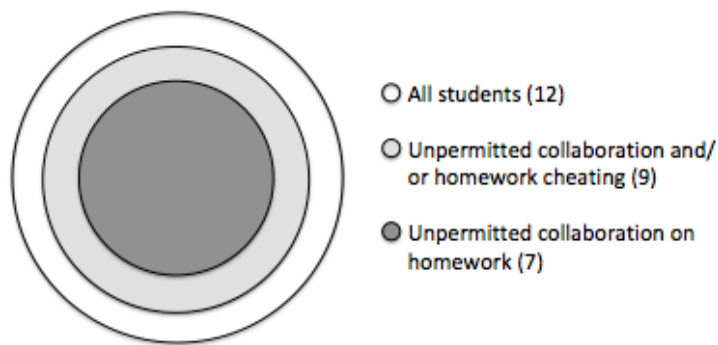 All students (12)
Unpermitted collaboration and/
or homework cheating (9)
Unpermitted collaboration on
homework (7)